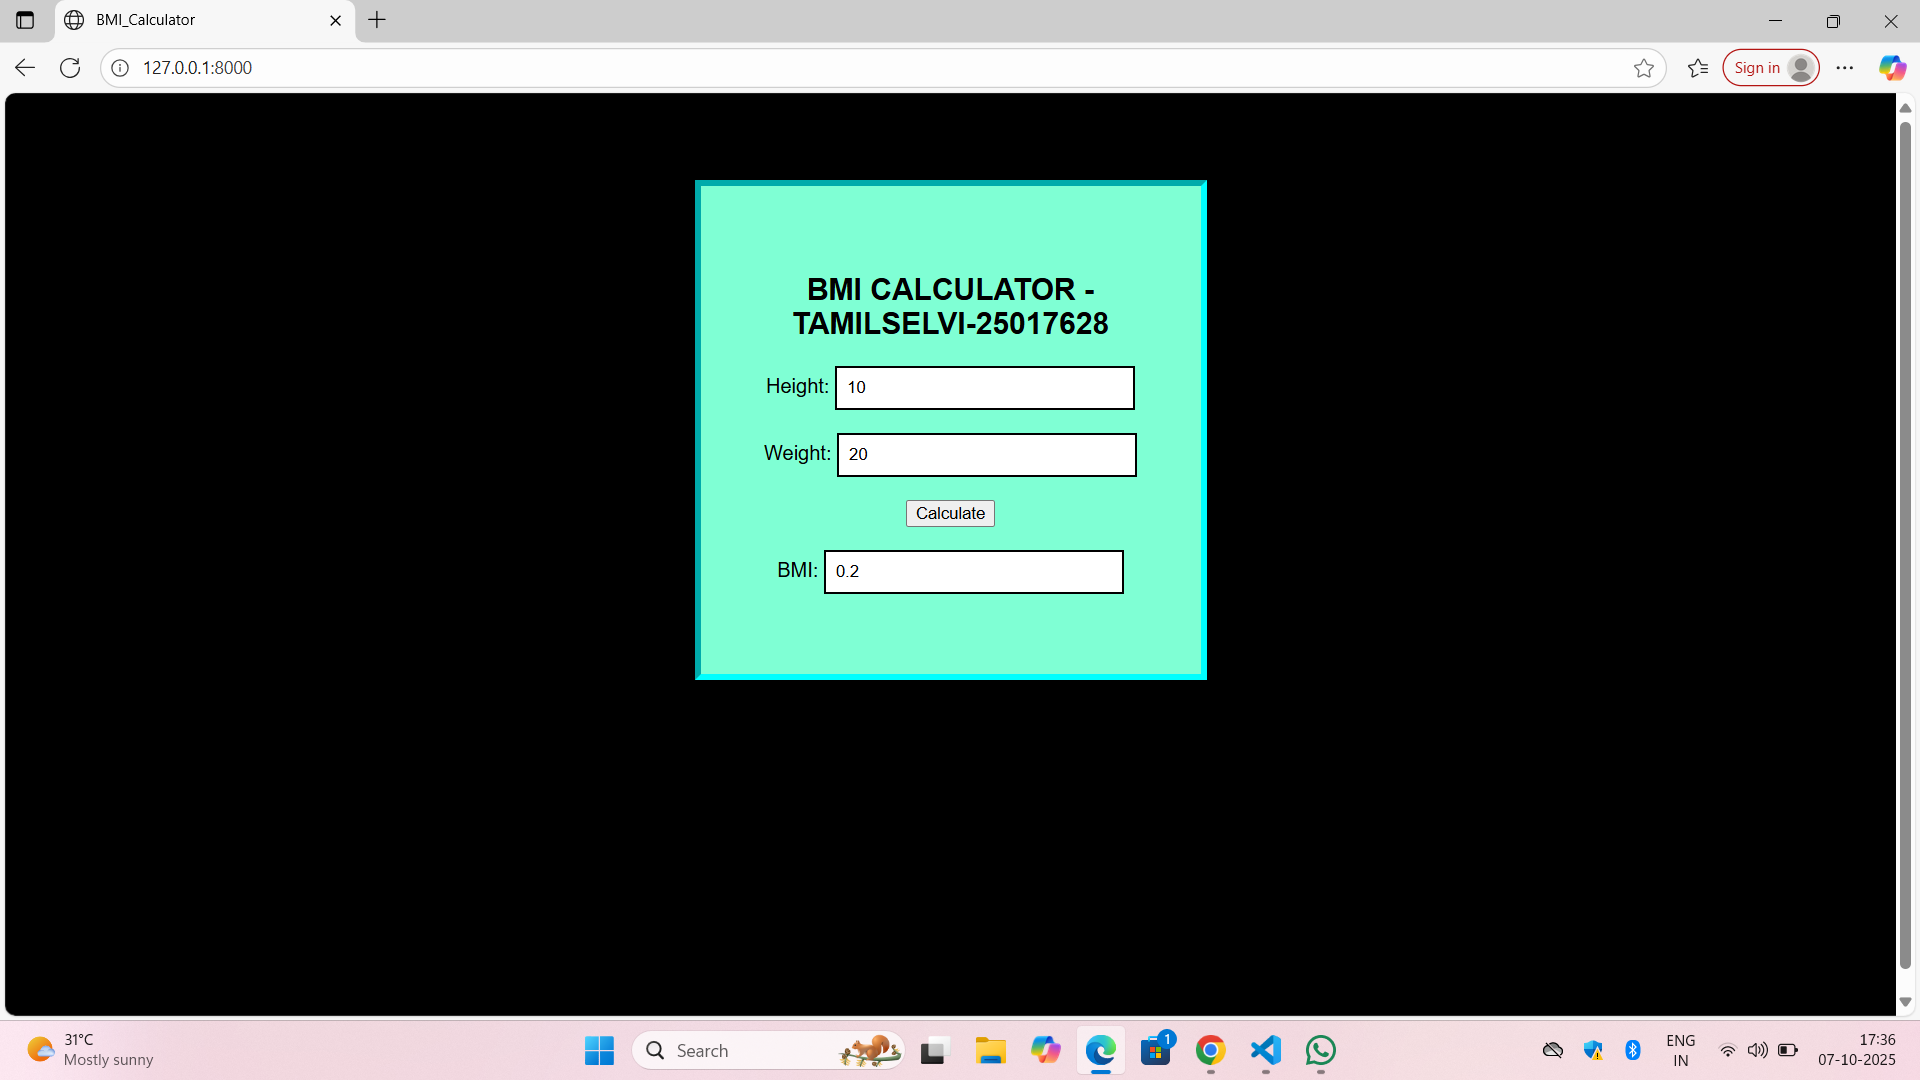 BMI_Calculator
127.0.0.1:8000
Sign in
BMI CALCULATOR -
TAMILSELVI-25017628
Height: 10
Weight: 20
Calculate
BMI: 0.2
31°C
Mostly sunny
Search
1
ENG
IN
17:36
07-10-2025